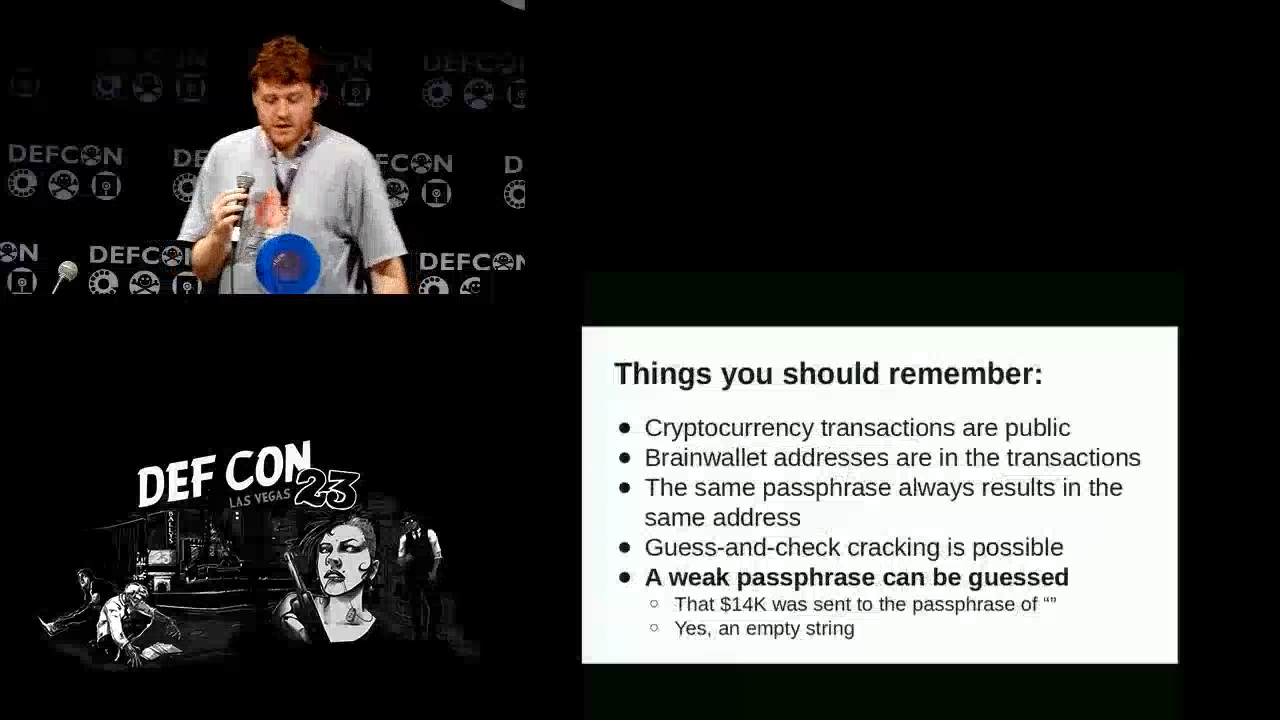 DEFCON
DEFCON
DEFCON
DEFCON
DEFCON
DEF CON
LAS VEGAS
23
BALLY'S
Things you should remember:
● Cryptocurrency transactions are public
● Brainwallet addresses are in the transactions
● The same passphrase always results in the
same address
● Guess-and-check cracking is possible
● A weak passphrase can be guessed
○ That $14K was sent to the passphrase of “”
○ Yes, an empty string